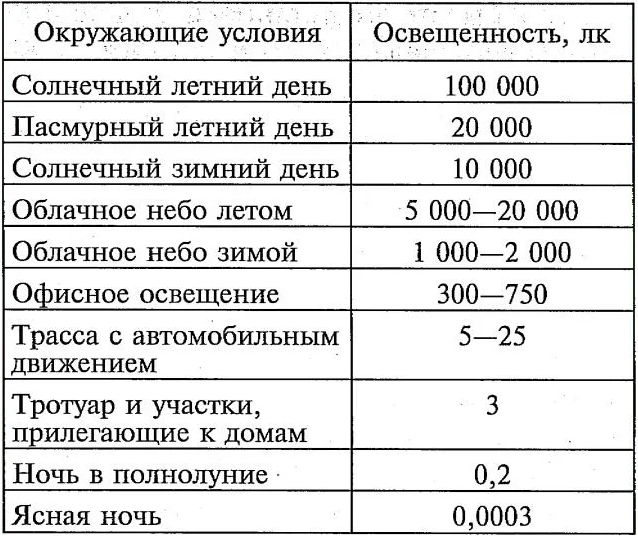 Окружающие условия Освещенность, лк
Солнечный летний день 100 000
Пасмурный летний день 20 000
Солнечный зимний день 10 000
Облачное небо летом 5 000—20 000
Облачное небо зимой 1 000—2 000
Офисное освещение 300—750
Трасса с автомобильным 5—25
движением
Тротуар и участки, 3
прилегающие к домам
Ночь в полнолуние 0,2
Ясная ночь 0,0003